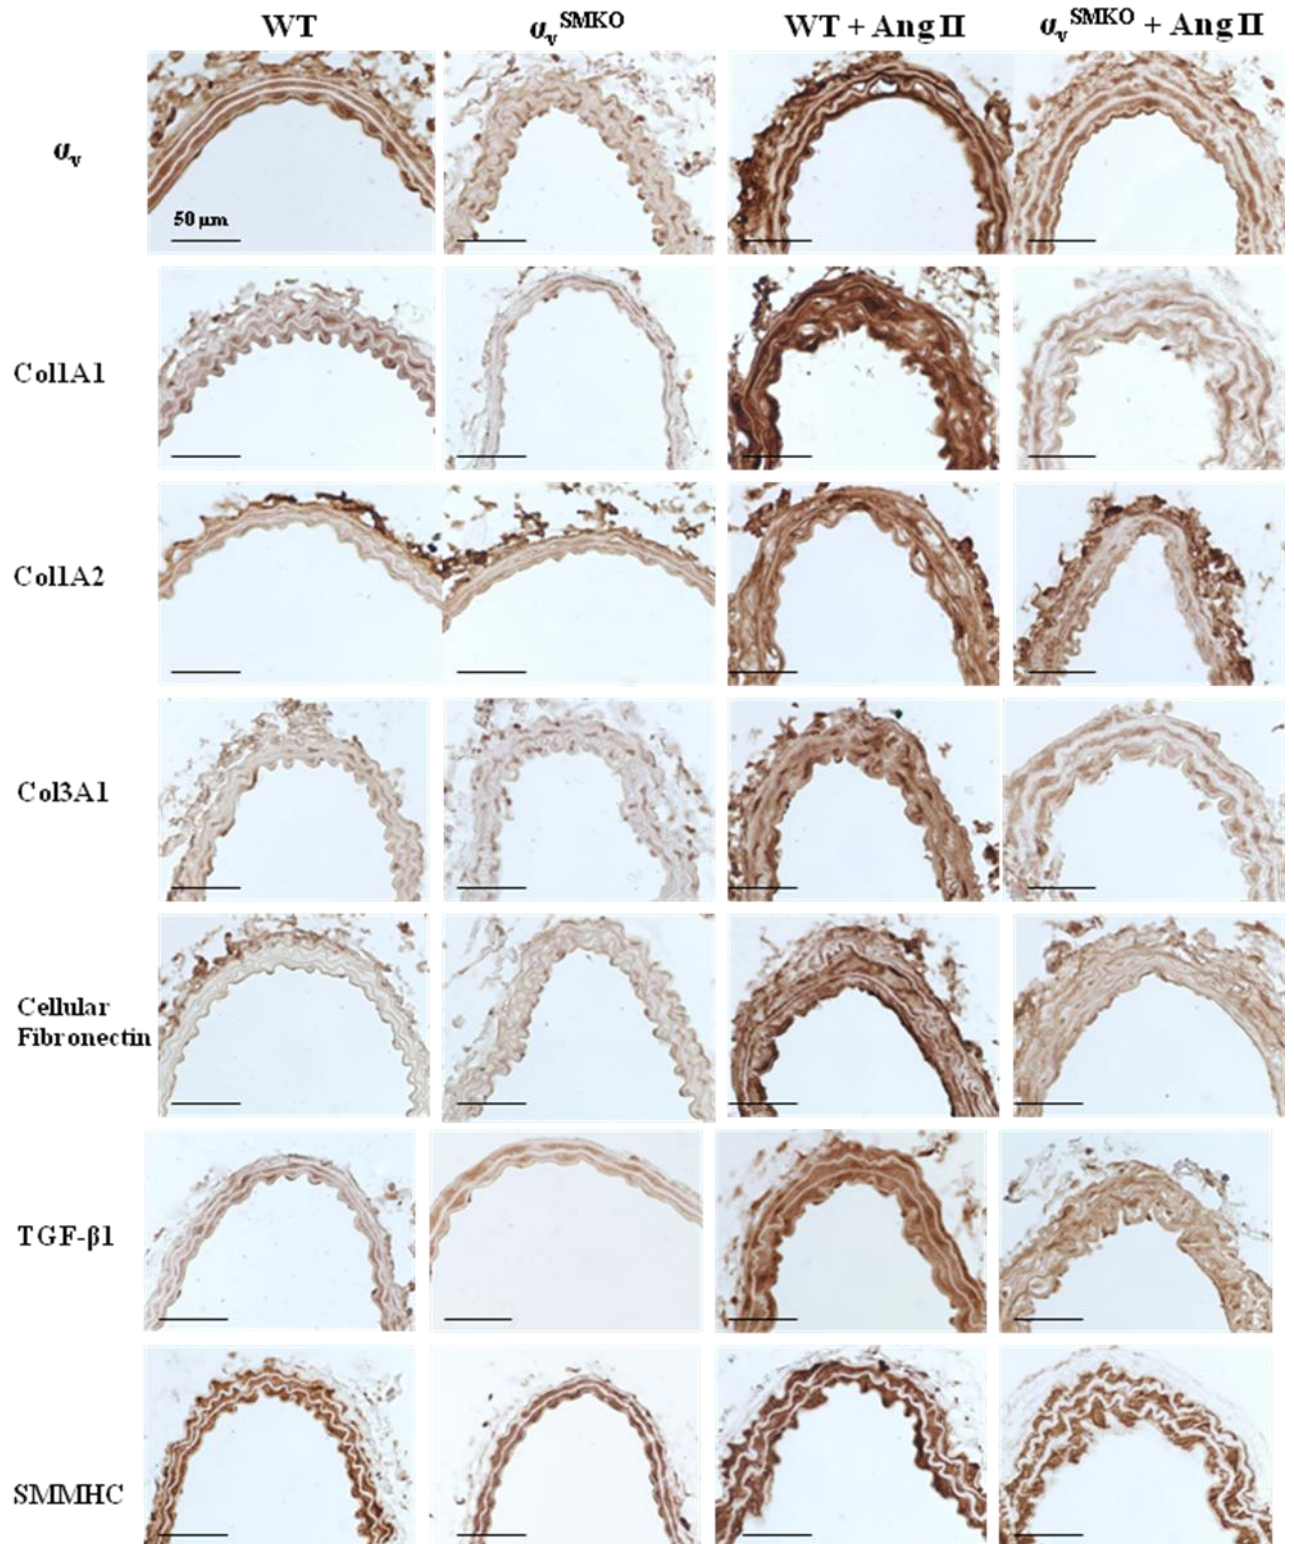 WT αᵥˢᴹᴷᴼ WT + Ang II αᵥˢᴹᴷᴼ + Ang II
αᵥ
50 μm
Col1A1
Col1A2
Col3A1
Cellular
Fibronectin
TGF-β1
SMMHC